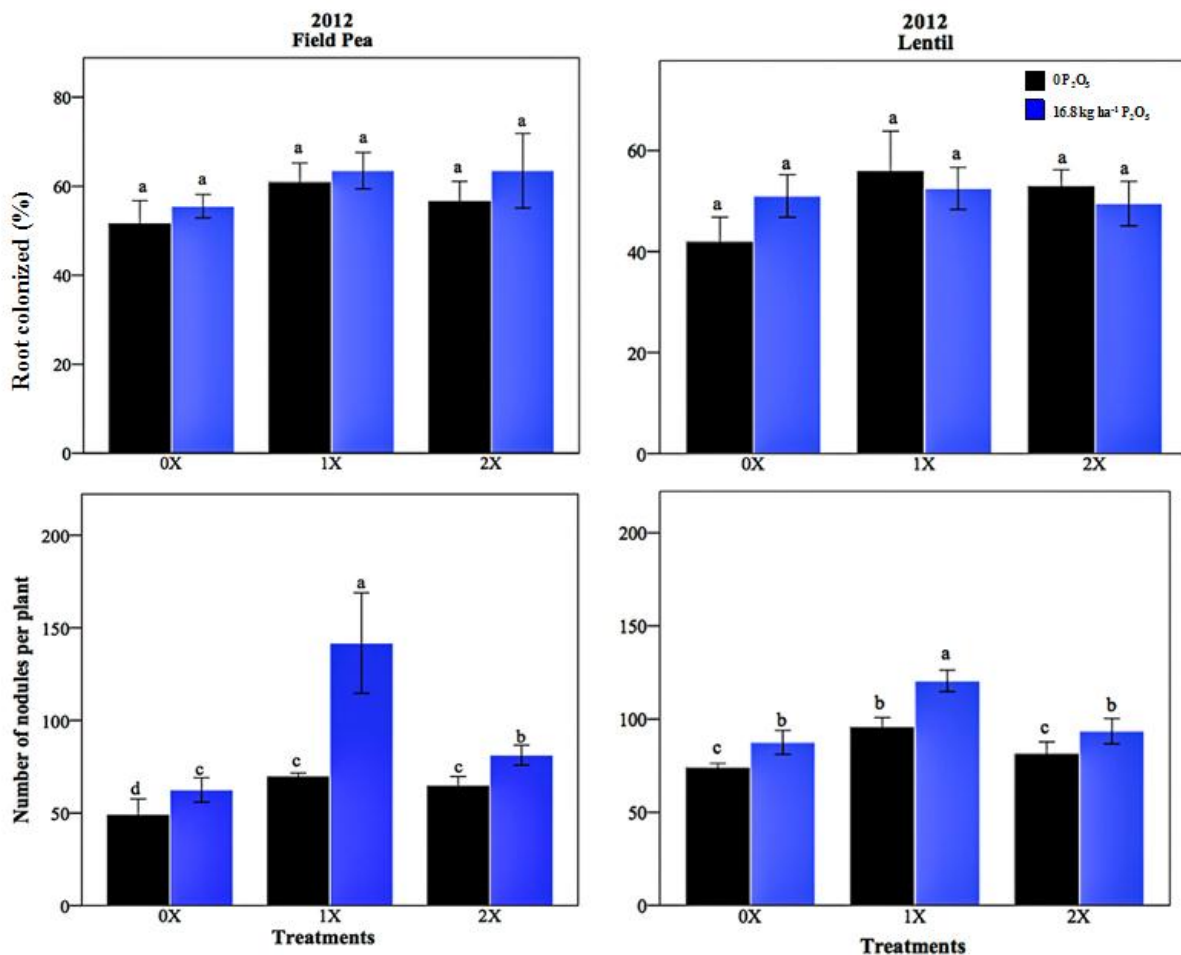 2012
Field Pea
Root colonized (%)
80
60
40
20
0
a
a
a
a
a
a
0X
1X
2X
2012
Lentil
0 P₂O₅
16.8 kg ha⁻¹ P₂O₅
60
40
20
0
a
a
a
a
a
a
0X
1X
2X
Number of nodules per plant
200
150
100
50
0
d
c
c
a
c
b
0X
1X
2X
Treatments
200
150
100
50
0
c
b
b
a
c
b
0X
1X
2X
Treatments